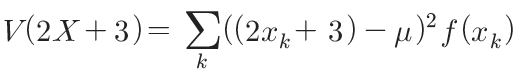 V(2X + 3) = ∑_k ((2x_k + 3) − μ)² f(x_k)